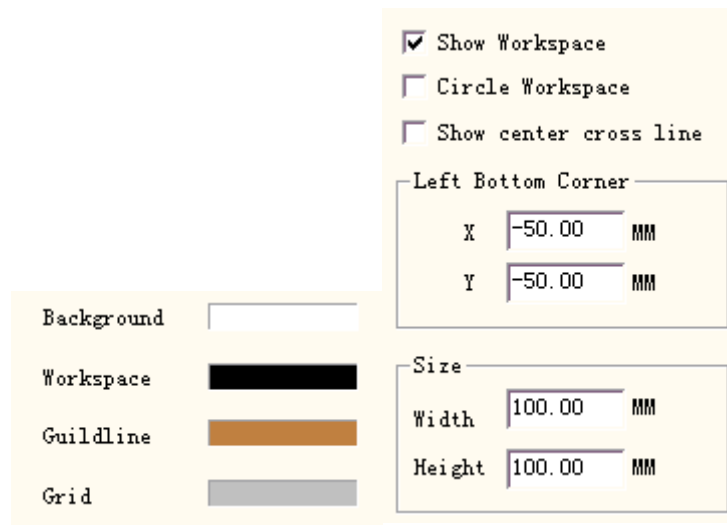 Show Workspace
Circle Workspace
Show center cross line
Left Bottom Corner
X -50.00 MM
Y -50.00 MM
Size
Width 100.00 MM
Height 100.00 MM
Background
Workspace
Guildline
Grid